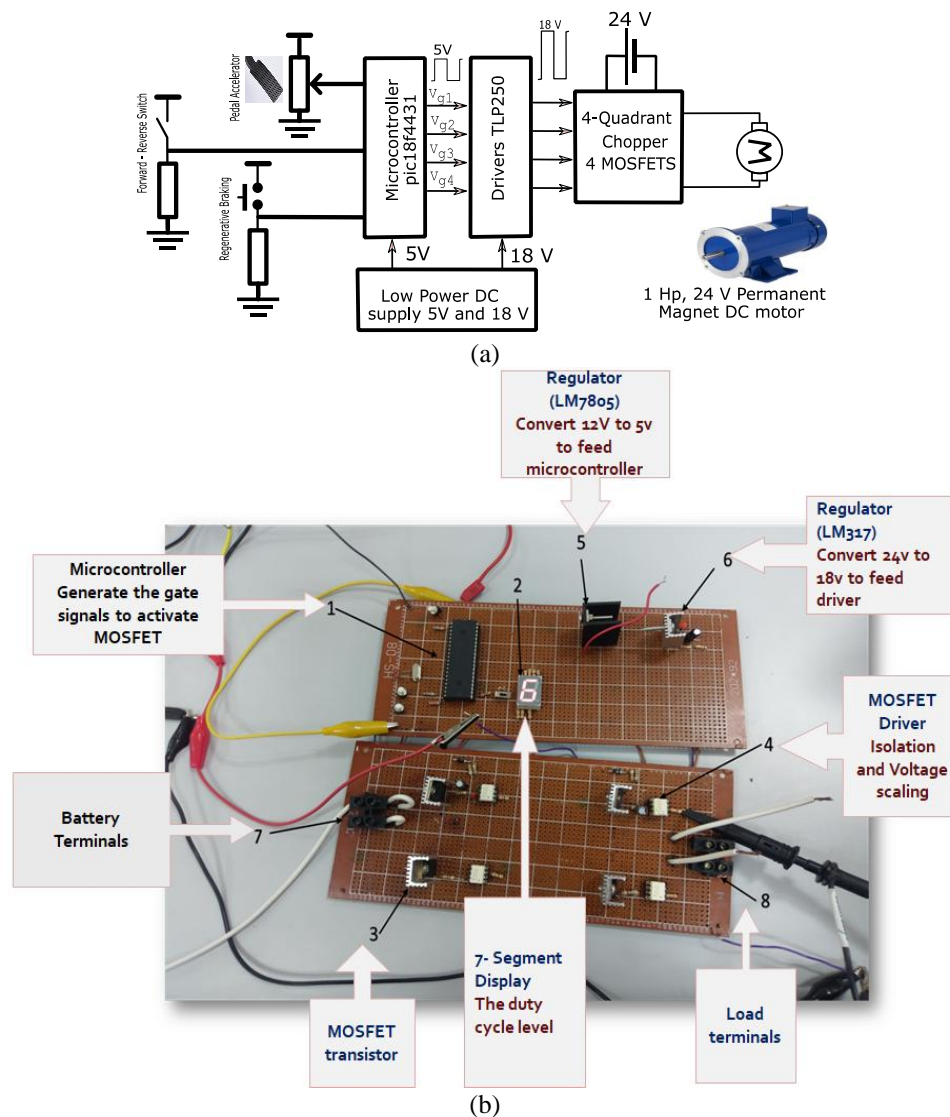 5V
18 V
24 V
Pedal Accelerator
Forward - Reverse Switch
Regenerative Braking
Microcontroller
pic18f4431
Vg1
Vg2
Vg3
Vg4
Drivers TLP250
4-Quadrant
Chopper
4 MOSFETS
M
5V
18 V
Low Power DC
supply 5V and 18 V
1 Hp, 24 V Permanent
Magnet DC motor
(a)
Regulator
(LM7805)
Convert 12V to 5v
to feed
microcontroller
Regulator
(LM317)
Convert 24v to
18v to feed
driver
Microcontroller
Generate the gate
signals to activate
MOSFET
1
2
5
6
HS-08
6
MOSFET
Driver
Isolation
and Voltage
scaling
4
Battery
Terminals
7
3
8
MOSFET
transistor
7- Segment
Display
The duty
cycle level
Load
terminals
(b)